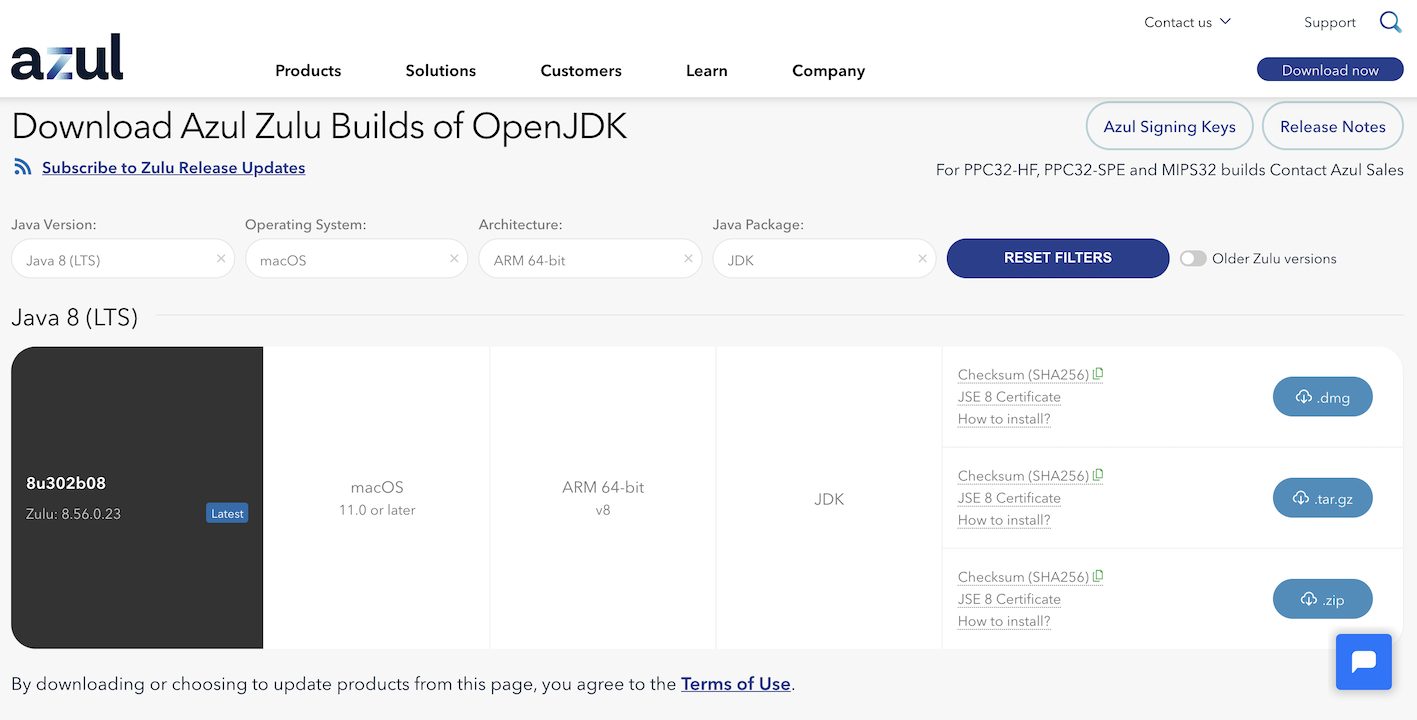 Contact us
Support
azul
Products
Solutions
Customers
Learn
Company
Download now
Download Azul Zulu Builds of OpenJDK
Azul Signing Keys
Release Notes
Subscribe to Zulu Release Updates
For PPC32-HF, PPC32-SPE and MIPS32 builds Contact Azul Sales
Java Version:
Operating System:
Architecture:
Java Package:
Java 8 (LTS) ×
macOS ×
ARM 64-bit ×
JDK ×
RESET FILTERS
Older Zulu versions
Java 8 (LTS)
8u302b08
Zulu: 8.56.0.23
Latest
macOS
11.0 or later
ARM 64-bit
v8
JDK
Checksum (SHA256)
JSE 8 Certificate
How to install?
.dmg
Checksum (SHA256)
JSE 8 Certificate
How to install?
.tar.gz
Checksum (SHA256)
JSE 8 Certificate
How to install?
.zip
By downloading or choosing to update products from this page, you agree to the Terms of Use.